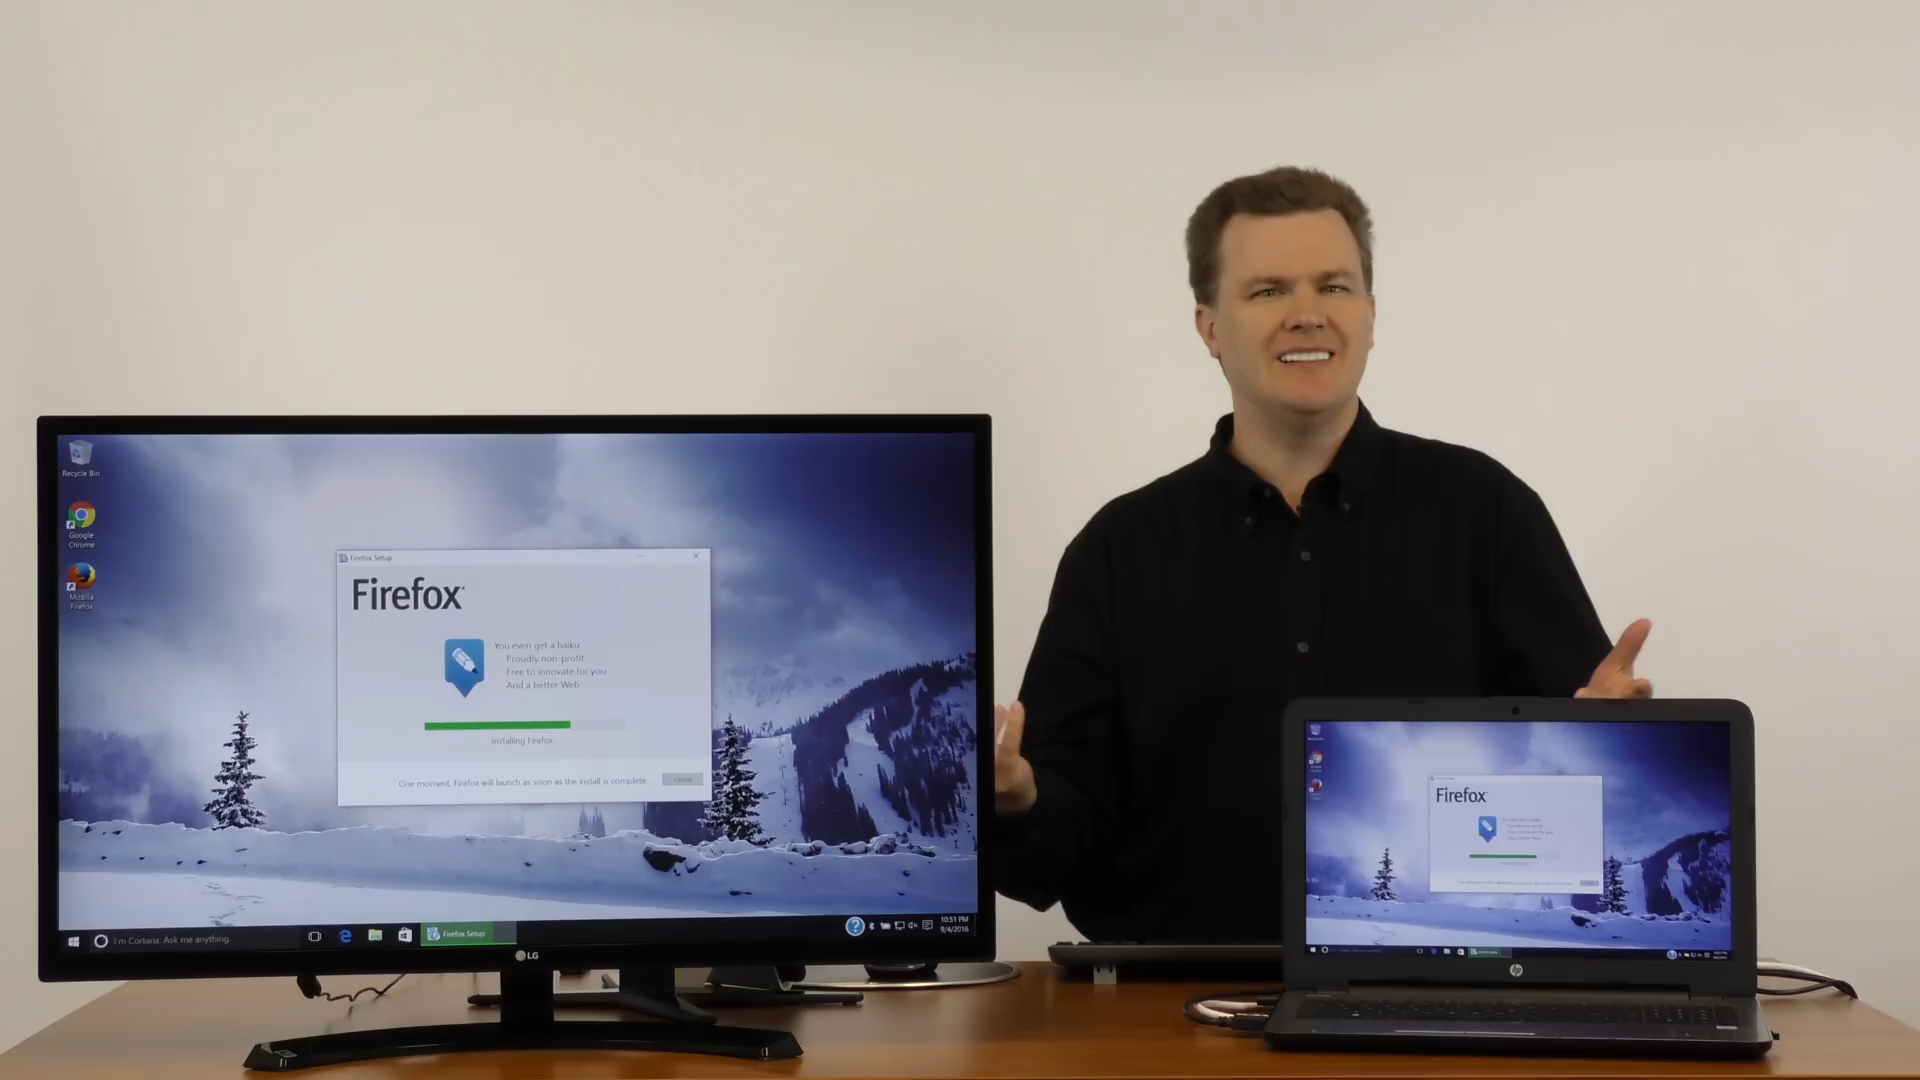 Recycle Bin
Google
Chrome
Mozilla
Firefox
Firefox Setup
Firefox
You even get a haiku:
Proudly non-profit
Free to innovate for you
And a better Web
Installing Firefox...
One moment, Firefox will launch as soon as the install is complete...
Cancel
I'm Cortana. Ask me anything.
Firefox Setup
10:51 PM
9/4/2016
LG
Firefox
hp